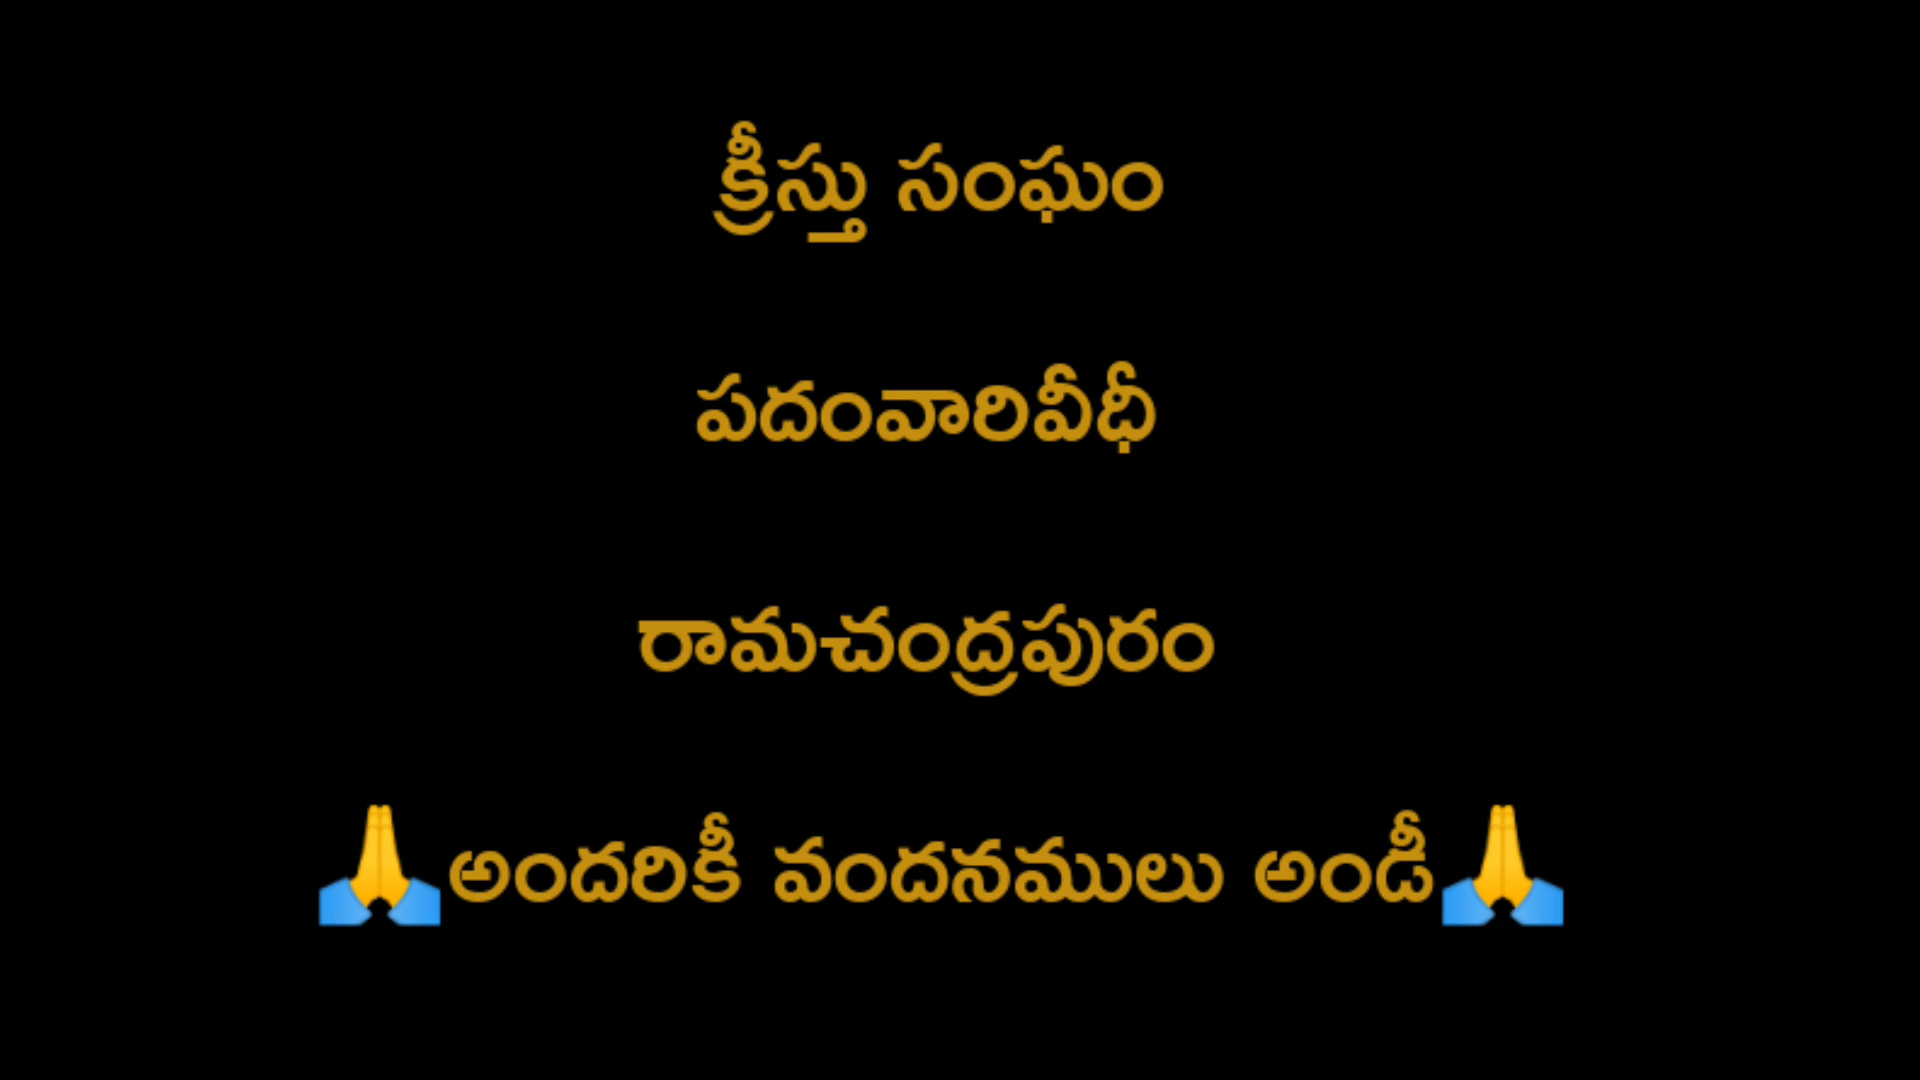 క్రీస్తు సంఘం
పదంవారివీధీ
రామచంద్రపురం
🙏అందరికీ వందనములు అండీ🙏